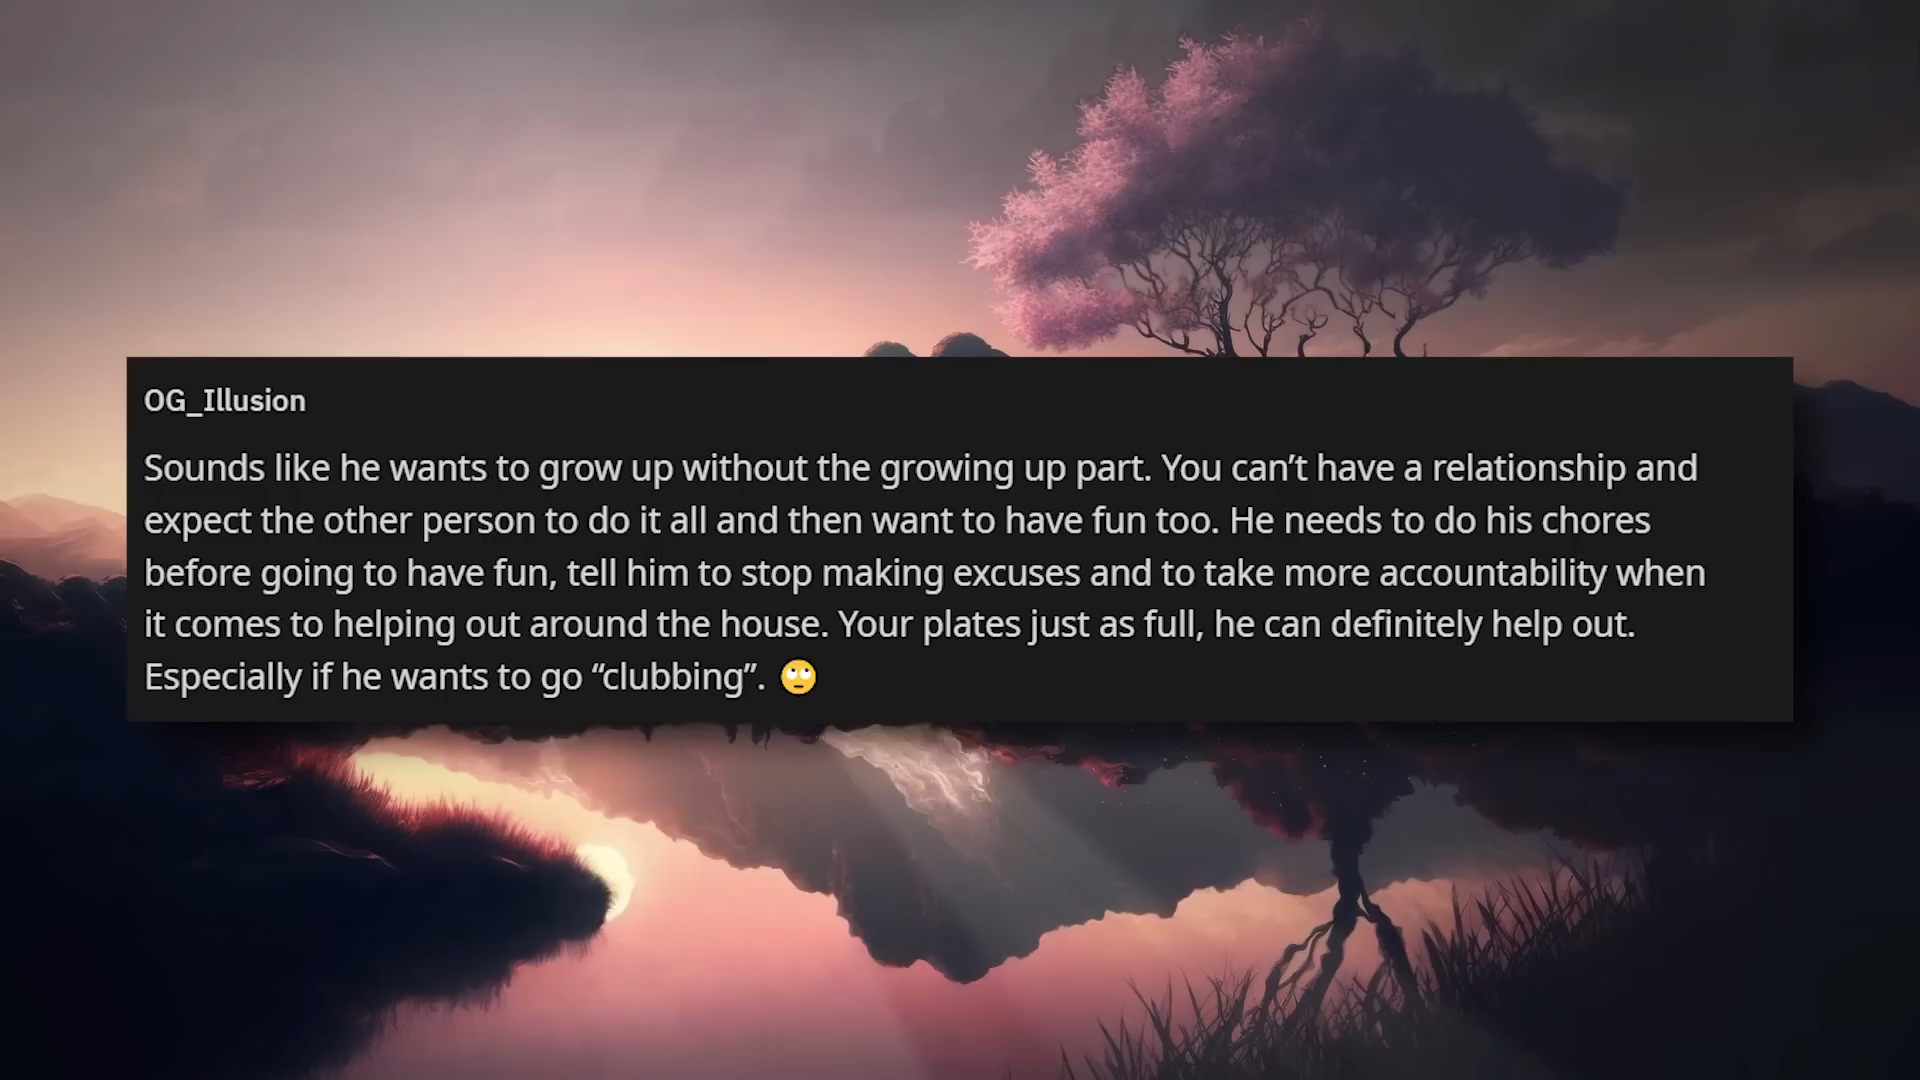 OG_Illusion
Sounds like he wants to grow up without the growing up part. You can’t have a relationship and
expect the other person to do it all and then want to have fun too. He needs to do his chores
before going to have fun, tell him to stop making excuses and to take more accountability when
it comes to helping out around the house. Your plates just as full, he can definitely help out.
Especially if he wants to go “clubbing”. 🙄